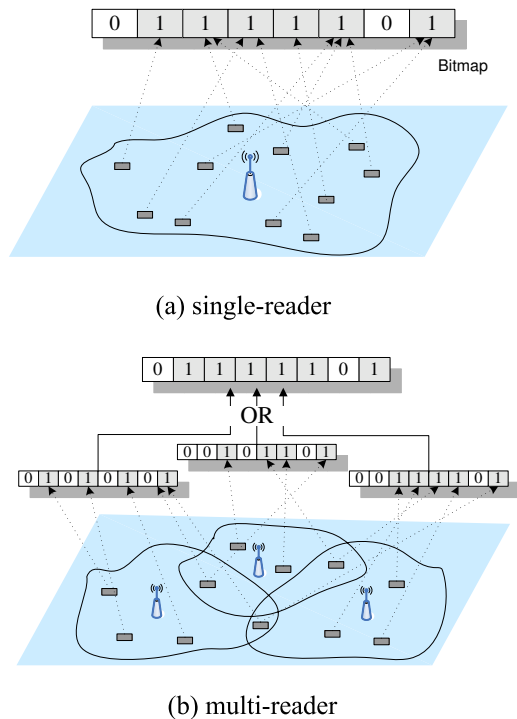 0 1 1 1 1 1 0 1
Bitmap
(a) single-reader
0 1 1 1 1 1 0 1
OR
0 0 1 0 1 1 0 1
0 1 0 1 0 1 0 1
0 0 1 1 1 1 0 1
(b) multi-reader